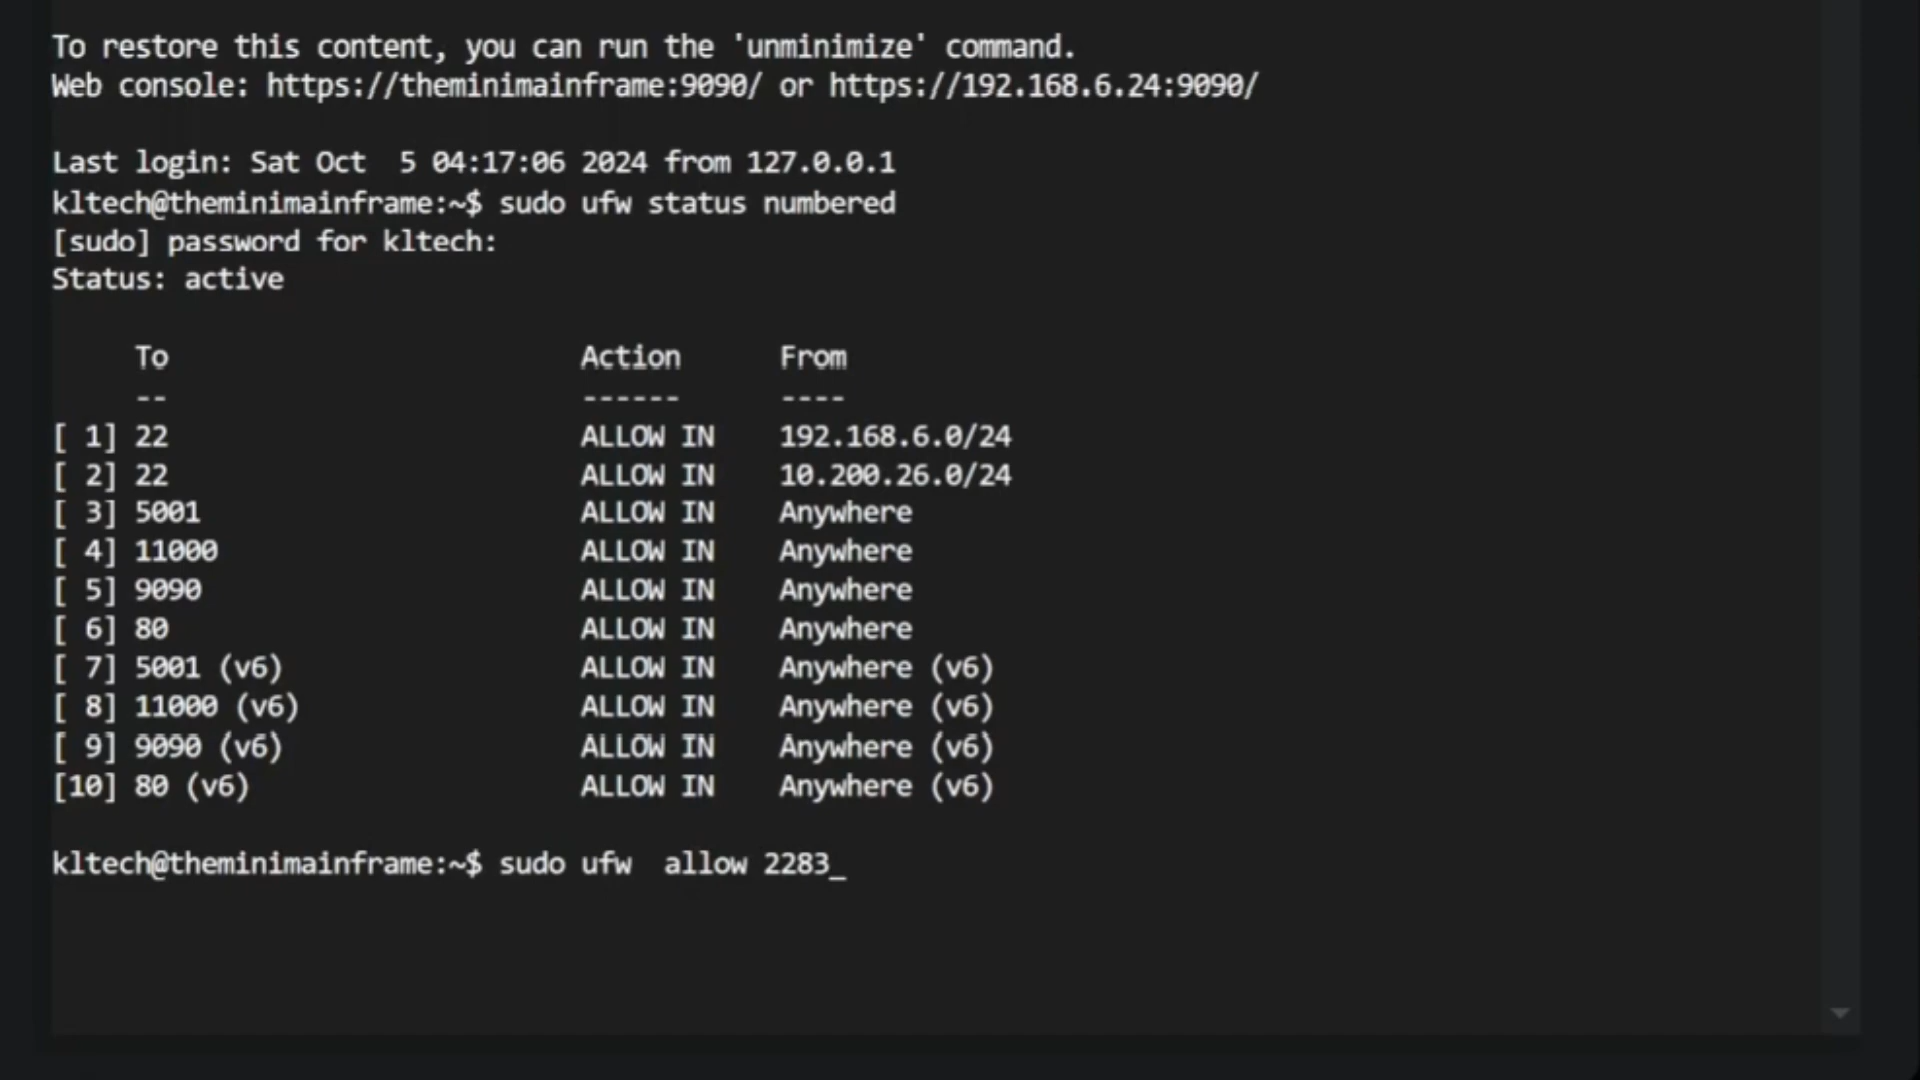 To restore this content, you can run the 'unminimize' command.
Web console: https://theminimainframe:9090/ or https://192.168.6.24:9090/
Last login: Sat Oct  5 04:17:06 2024 from 127.0.0.1
kltech@theminimainframe:~$ sudo ufw status numbered
[sudo] password for kltech:
Status: active
     To                         Action      From
     --                         ------      ----
[ 1] 22                         ALLOW IN    192.168.6.0/24
[ 2] 22                         ALLOW IN    10.200.26.0/24
[ 3] 5001                       ALLOW IN    Anywhere
[ 4] 11000                      ALLOW IN    Anywhere
[ 5] 9090                       ALLOW IN    Anywhere
[ 6] 80                         ALLOW IN    Anywhere
[ 7] 5001 (v6)                  ALLOW IN    Anywhere (v6)
[ 8] 11000 (v6)                 ALLOW IN    Anywhere (v6)
[ 9] 9090 (v6)                  ALLOW IN    Anywhere (v6)
[10] 80 (v6)                    ALLOW IN    Anywhere (v6)
kltech@theminimainframe:~$ sudo ufw  allow 2283_